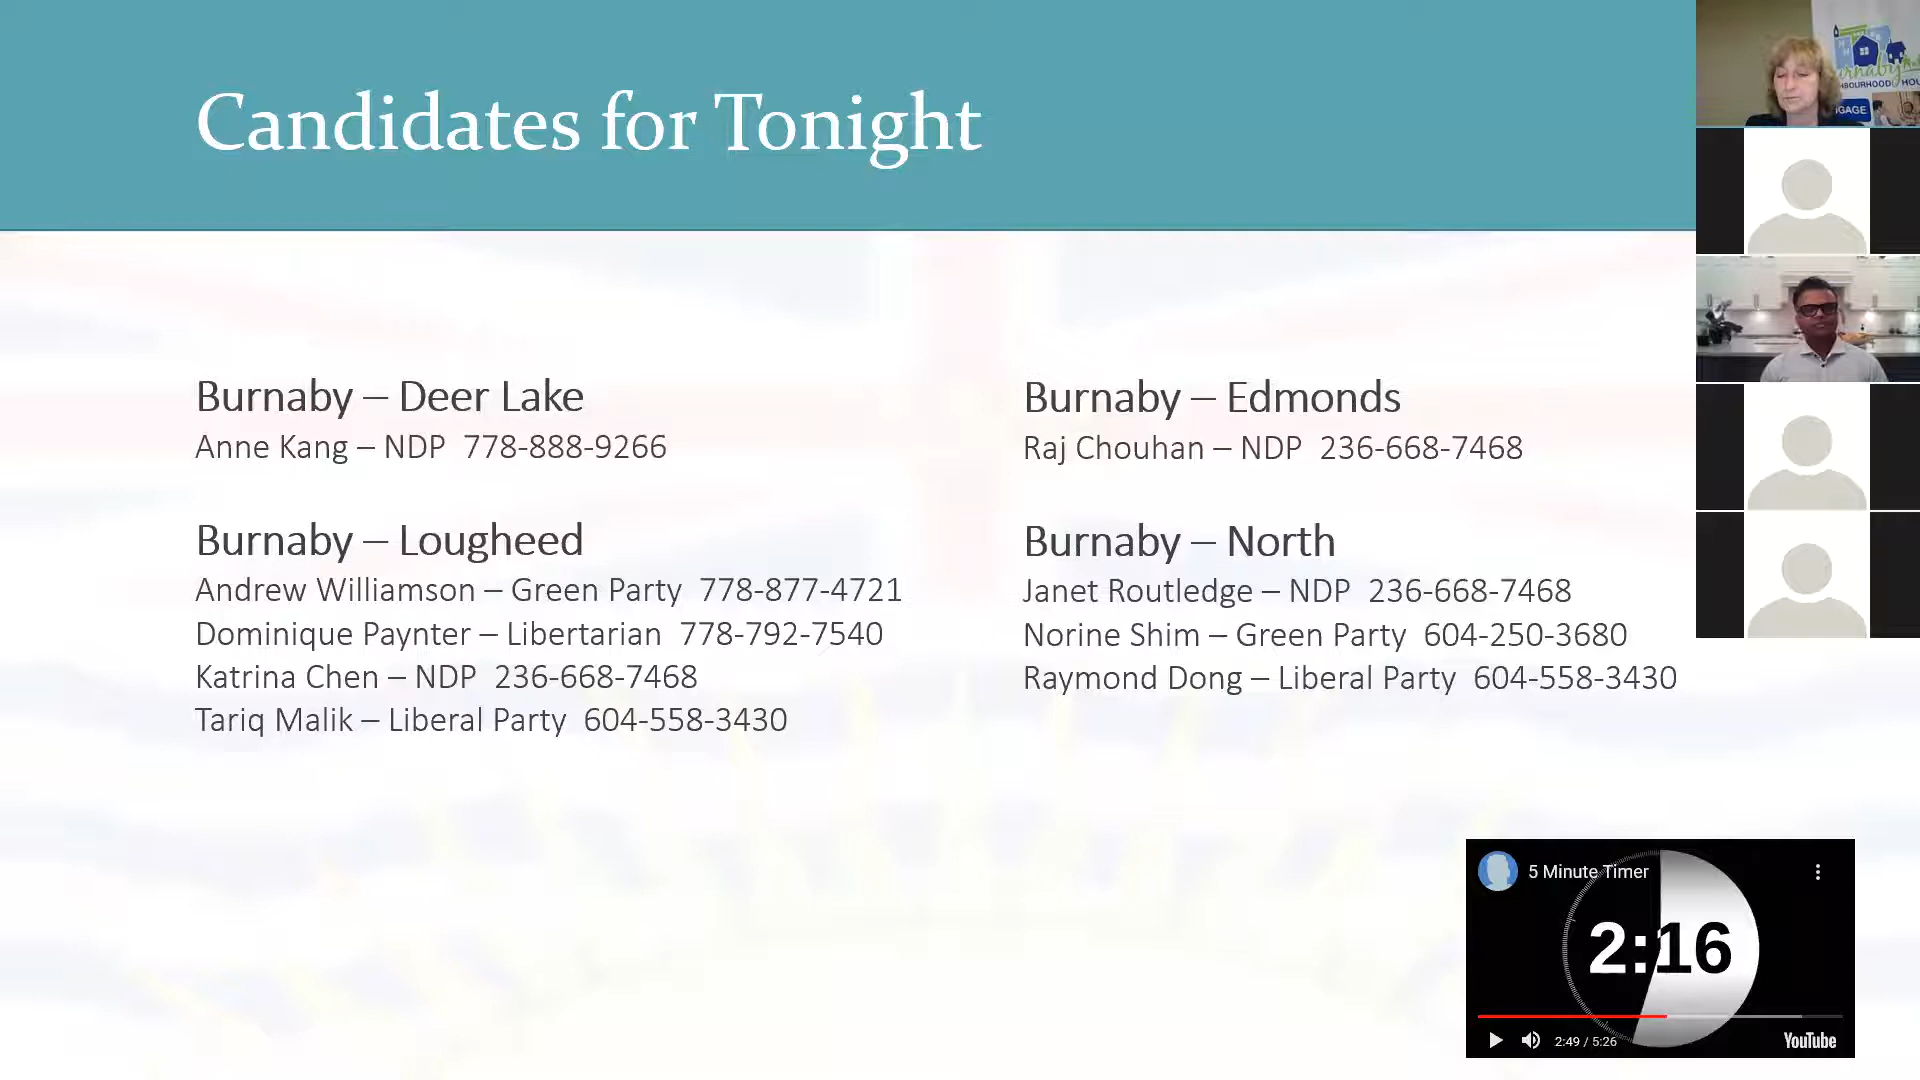 Candidates for Tonight
Burnaby – Deer Lake
Anne Kang – NDP 778-888-9266
Burnaby – Lougheed
Andrew Williamson – Green Party 778-877-4721
Dominique Paynter – Libertarian 778-792-7540
Katrina Chen – NDP 236-668-7468
Tariq Malik – Liberal Party 604-558-3430
Burnaby – Edmonds
Raj Chouhan – NDP 236-668-7468
Burnaby – North
Janet Routledge – NDP 236-668-7468
Norine Shim – Green Party 604-250-3680
Raymond Dong – Liberal Party 604-558-3430
5 Minute Timer
2:16
2:49 / 5:26
YouTube